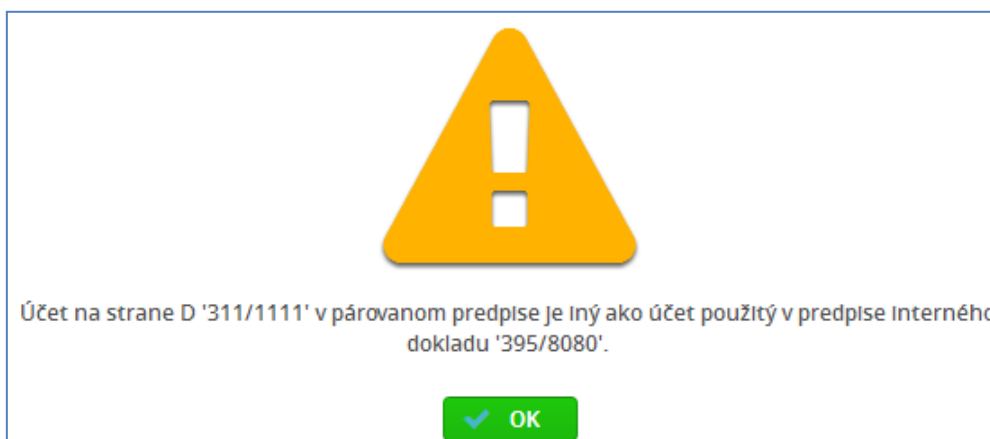 Účet na strane D '311/1111' v párovanom predpise je iný ako účet použitý v predpise interného
dokladu '395/8080'.
OK